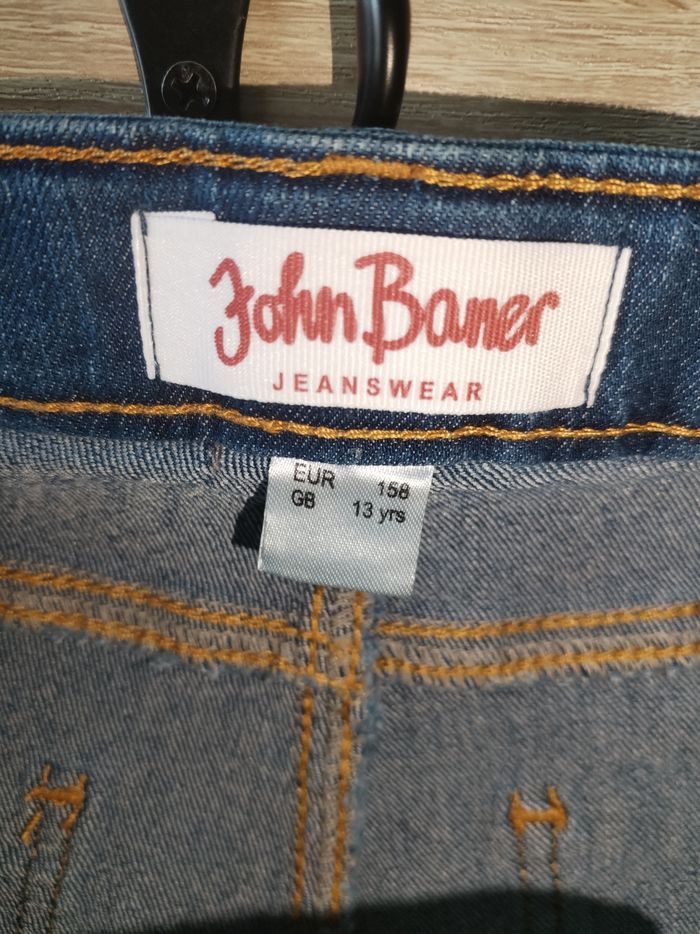 John Baner
JEANSWEAR
EUR 158
GB 13 yrs